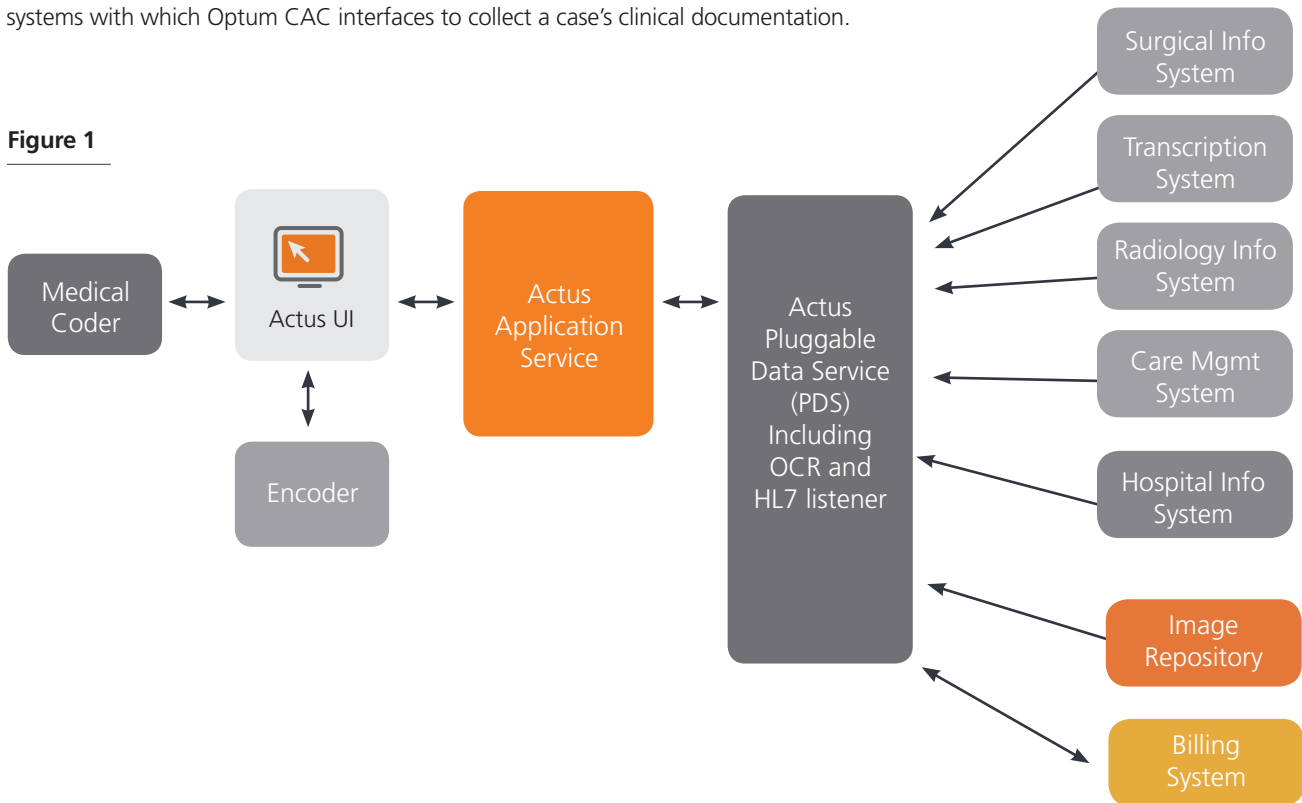 systems with which Optum CAC interfaces to collect a case’s clinical documentation.
Figure 1
Medical
Coder
Actus UI
Encoder
Actus
Application
Service
Actus
Pluggable
Data Service
(PDS)
Including
OCR and
HL7 listener
Surgical Info
System
Transcription
System
Radiology Info
System
Care Mgmt
System
Hospital Info
System
Image
Repository
Billing
System